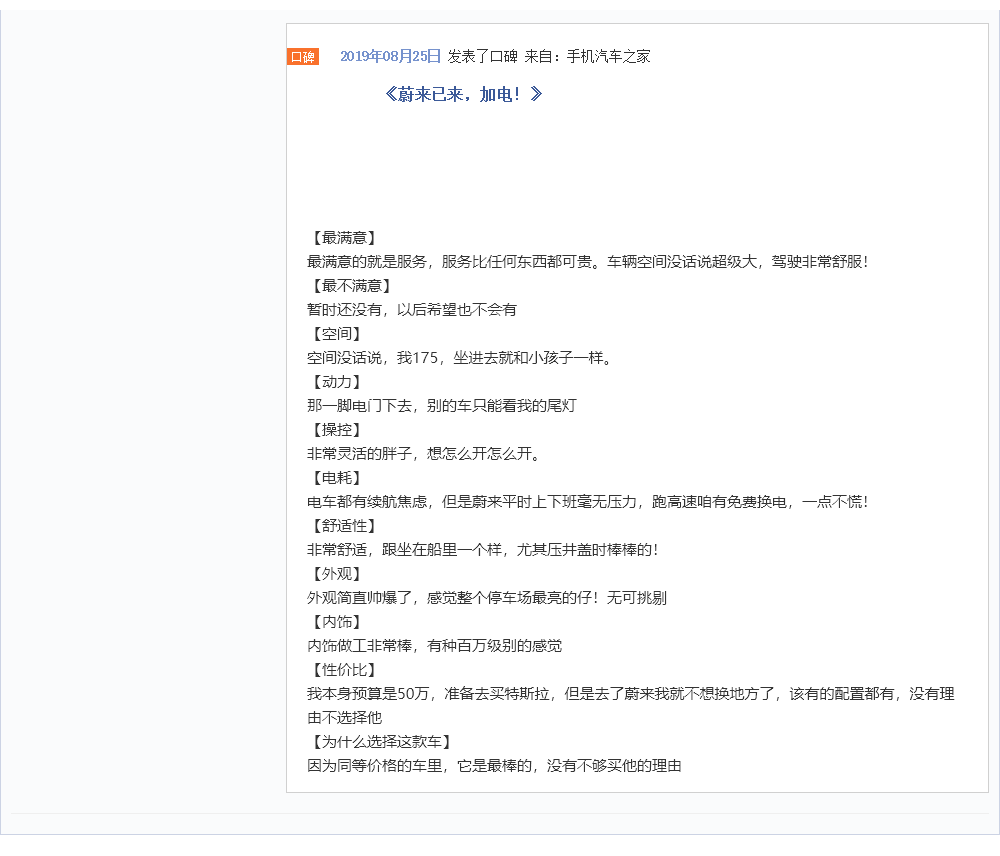 口碑 2019年08月25日 发表了口碑 来自：手机汽车之家
《蔚来已来，加电！》
【最满意】
最满意的就是服务，服务比任何东西都可贵。车辆空间没话说超级大，驾驶非常舒服！
【最不满意】
暂时还没有，以后希望也不会有
【空间】
空间没话说，我175，坐进去就和小孩子一样。
【动力】
那一脚电门下去，别的车只能看我的尾灯
【操控】
非常灵活的胖子，想怎么开怎么开。
【电耗】
电车都有续航焦虑，但是蔚来平时上下班毫无压力，跑高速咱有免费换电，一点不慌！
【舒适性】
非常舒适，跟坐在船里一个样，尤其压井盖时棒棒的！
【外观】
外观简直帅爆了，感觉整个停车场最亮的仔！无可挑剔
【内饰】
内饰做工非常棒，有种百万级别的感觉
【性价比】
我本身预算是50万，准备去买特斯拉，但是去了蔚来我就不想换地方了，该有的配置都有，没有理
由不选择他
【为什么选择这款车】
因为同等价格的车里，它是最棒的，没有不够买他的理由